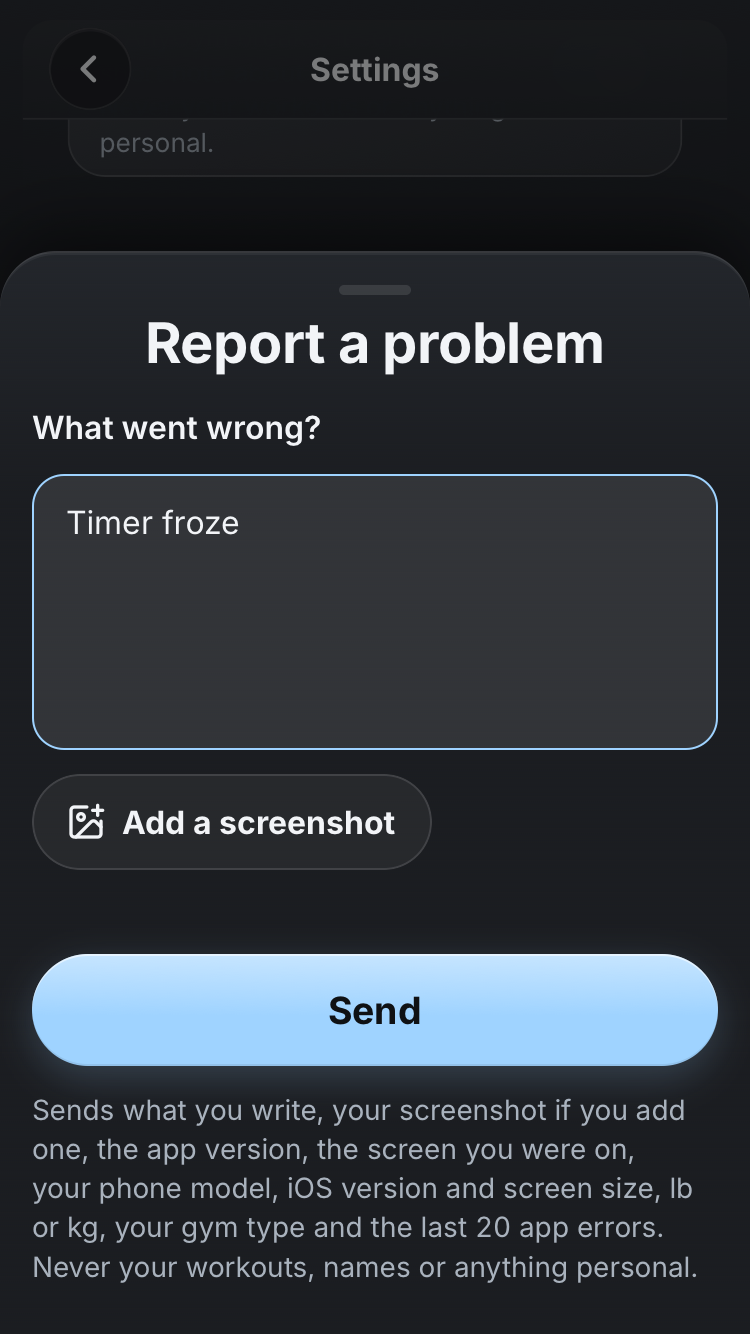 Settings
personal.
Report a problem
What went wrong?
Timer froze
Add a screenshot
Send
Sends what you write, your screenshot if you add
one, the app version, the screen you were on,
your phone model, iOS version and screen size, lb
or kg, your gym type and the last 20 app errors.
Never your workouts, names or anything personal.